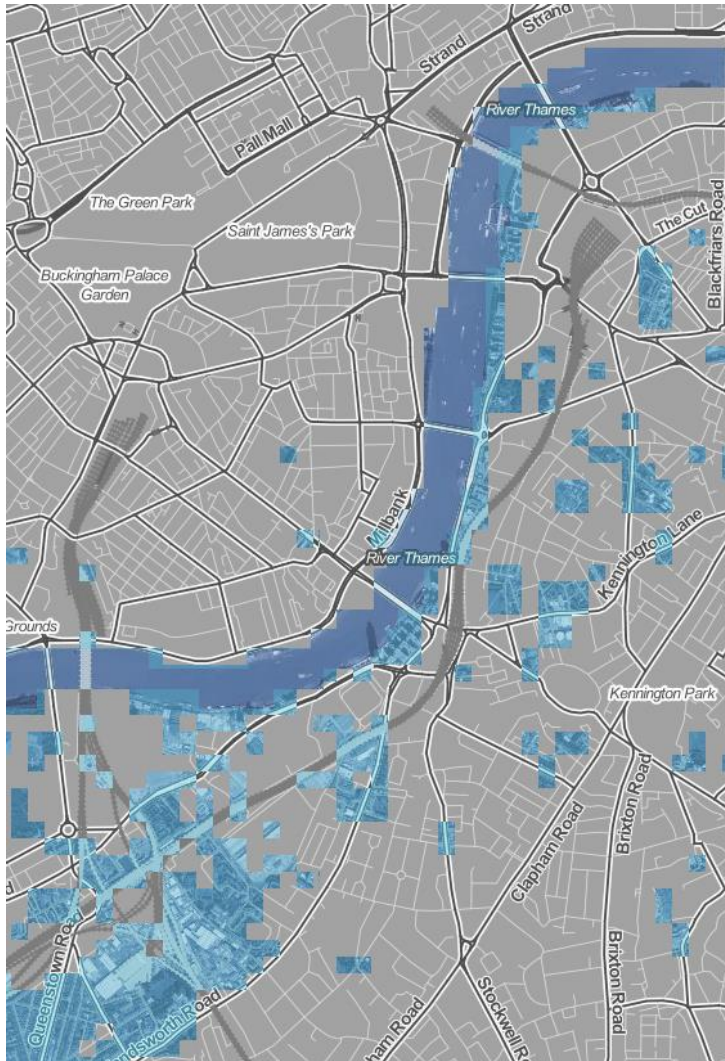 Strand
Strand
River Thames
Pall Mall
The Green Park
Saint James's Park
The Cut
Blackfriars Road
Buckingham Palace
Garden
Millbank
River Thames
Kennington Lane
Grounds
Kennington Park
Brixton Road
Clapham Road
Queenstown Road
Brixton Road
Stockwell R
ham Road
ndsworth Road